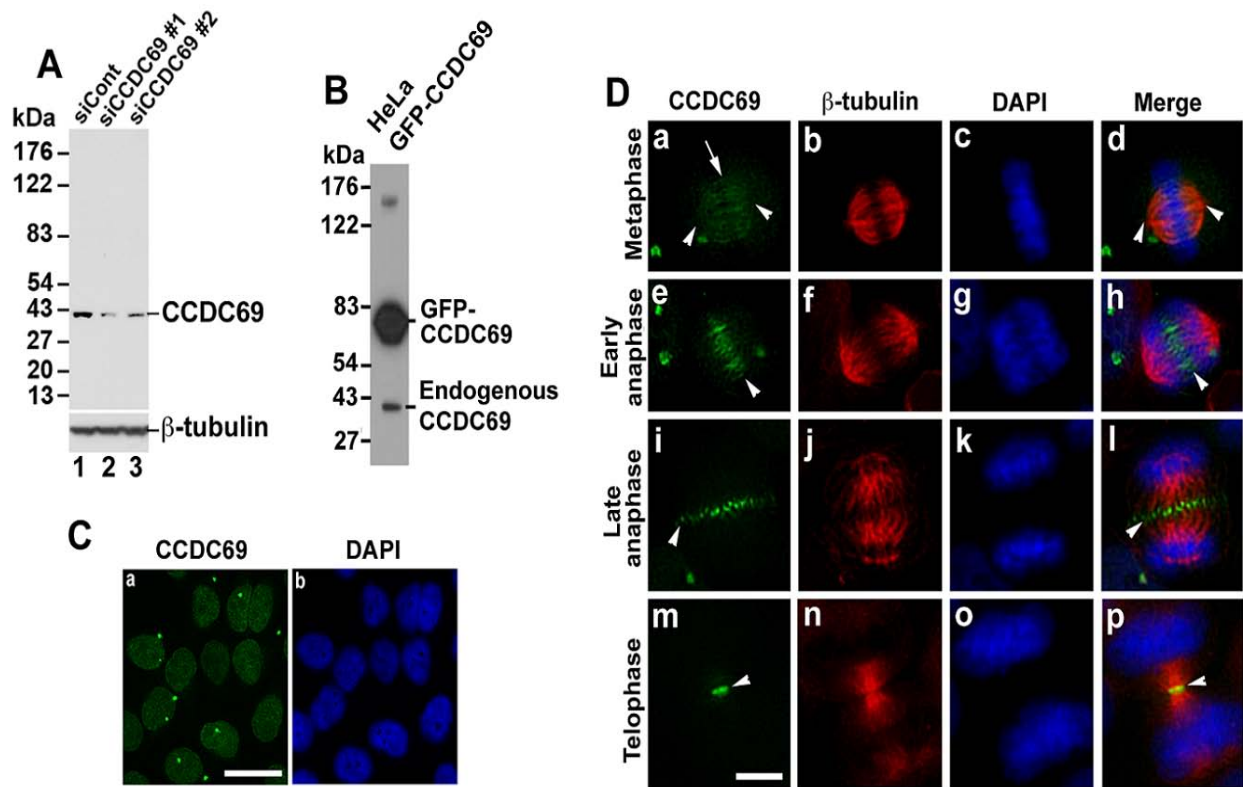 A
siCont
siCCDC69 #1
siCCDC69 #2
kDa
176
122
83
54
43
37
20
13
CCDC69
β-tubulin
1 2 3
B
HeLa
GFP-CCDC69
kDa
176
122
83
54
43
27
GFP-
CCDC69
Endogenous
CCDC69
C
CCDC69 DAPI
a b
D
CCDC69 β-tubulin DAPI Merge
Metaphase
a b c d
Early
anaphase
e f g h
Late
anaphase
i j k l
Telophase
m n o p